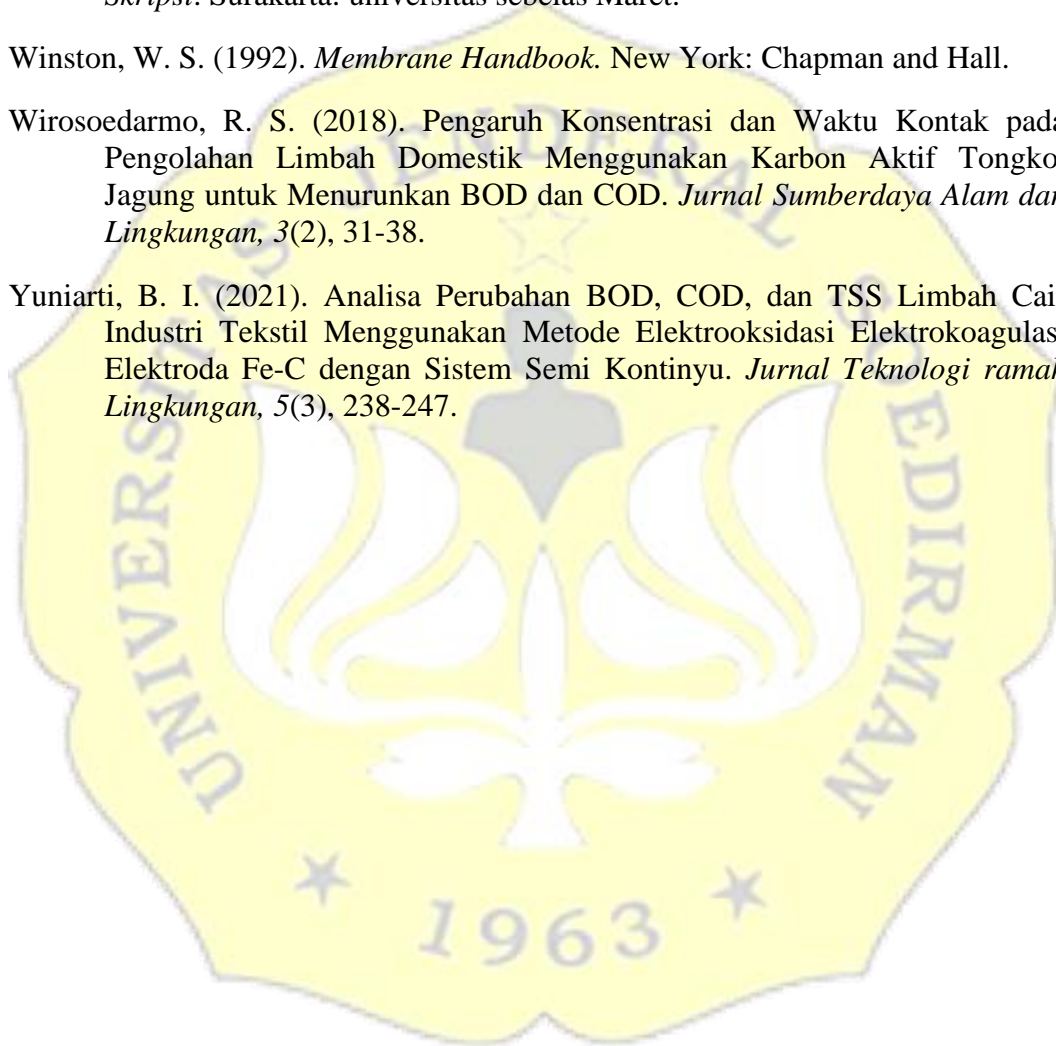 Skripsi. Surakarta: universitas sebelas Maret.
Winston, W. S. (1992). Membrane Handbook. New York: Chapman and Hall.
Wirosoedarmo, R. S. (2018). Pengaruh Konsentrasi dan Waktu Kontak pada
Pengolahan Limbah Domestik Menggunakan Karbon Aktif Tongko
Jagung untuk Menurunkan BOD dan COD. Jurnal Sumberdaya Alam dan
Lingkungan, 3(2), 31-38.
Yuniarti, B. I. (2021). Analisa Perubahan BOD, COD, dan TSS Limbah Cai
Industri Tekstil Menggunakan Metode Elektrooksidasi Elektrokoagulas
Elektroda Fe-C dengan Sistem Semi Kontinyu. Jurnal Teknologi ramah
Lingkungan, 5(3), 238-247.
UNIVERSITAS JENDERAL SOEDIRMAN
1963